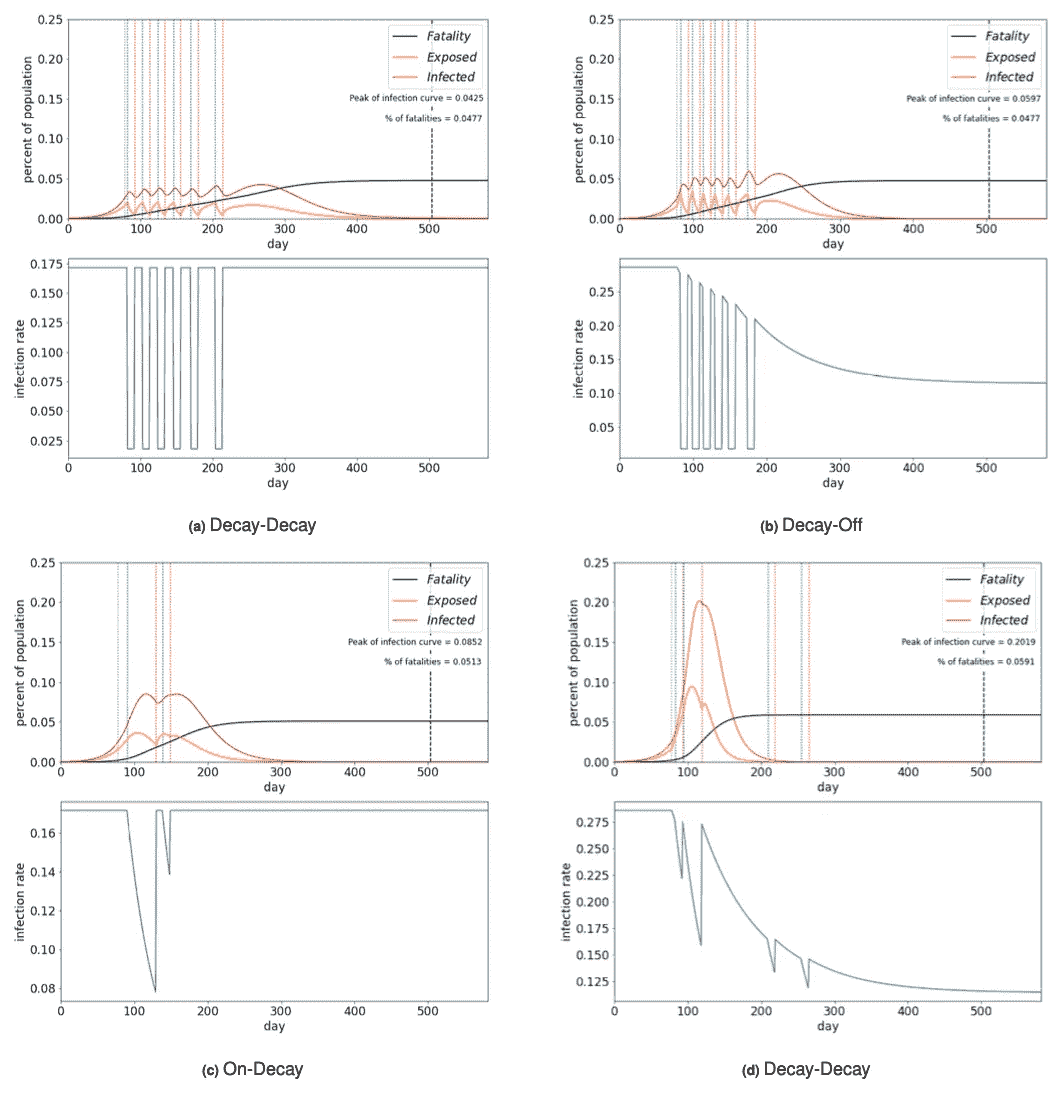 0.25
0.20
0.15
0.10
0.05
0.00
percent of population
Fatality
Exposed
Infected
Peak of infection curve = 0.0425
% of fatalities = 0.0477
0 100 200 300 400 500
day
0.175
0.150
0.125
0.100
0.075
0.050
0.025
infection rate
0 100 200 300 400 500
day
(a) Decay-Decay
0.25
0.20
0.15
0.10
0.05
0.00
percent of population
Fatality
Exposed
Infected
Peak of infection curve = 0.0597
% of fatalities = 0.0477
0 100 200 300 400 500
day
0.25
0.20
0.15
0.10
0.05
infection rate
0 100 200 300 400 500
day
(b) Decay-Off
0.25
0.20
0.15
0.10
0.05
0.00
percent of population
Fatality
Exposed
Infected
Peak of infection curve = 0.0852
% of fatalities = 0.0513
0 100 200 300 400 500
day
0.16
0.14
0.12
0.10
0.08
infection rate
0 100 200 300 400 500
day
(c) On-Decay
0.25
0.20
0.15
0.10
0.05
0.00
percent of population
Fatality
Exposed
Infected
Peak of infection curve = 0.2019
% of fatalities = 0.0591
0 100 200 300 400 500
day
0.275
0.250
0.225
0.200
0.175
0.150
0.125
infection rate
0 100 200 300 400 500
day
(d) Decay-Decay